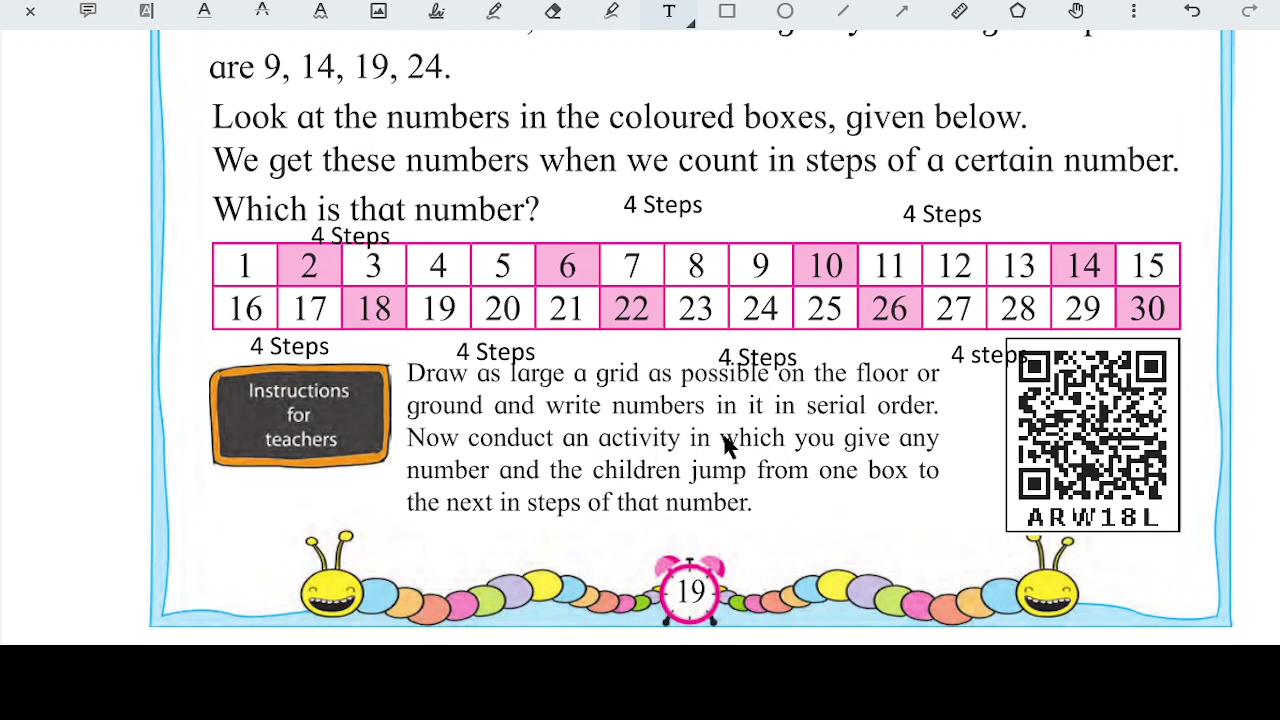 are 9, 14, 19, 24.
Look at the numbers in the coloured boxes, given below.
We get these numbers when we count in steps of a certain number.
Which is that number?
4 Steps
4 Steps
4 Steps
1 2 3 4 5 6 7 8 9 10 11 12 13 14 15
16 17 18 19 20 21 22 23 24 25 26 27 28 29 30
4 Steps
4 Steps
4 Steps
4 steps
Instructions
for
teachers
Draw as large a grid as possible on the floor or
ground and write numbers in it in serial order.
Now conduct an activity in which you give any
number and the children jump from one box to
the next in steps of that number.
ARW18L
19